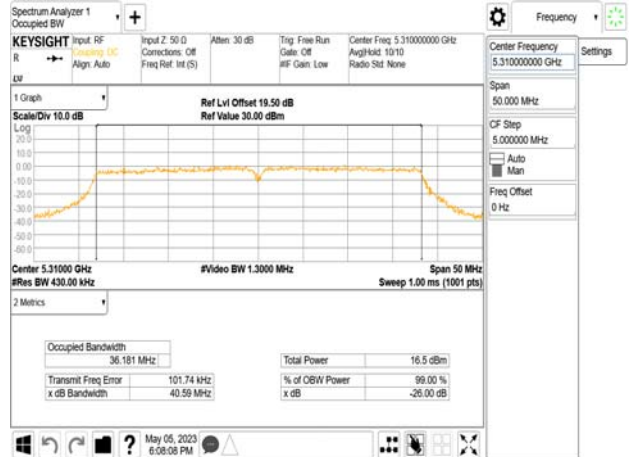 Spectrum Analyzer 1
Occupied BW
Frequency
KEYSIGHT Input: RF
R
Coupling: DC
Align: Auto
LXI
Input Z: 50 Ω
Corrections: Off
Freq Ref: Int (S)
Atten: 30 dB
Trig: Free Run
Gate: Off
#IF Gain: Low
Center Freq: 5.310000000 GHz
Avg|Hold: 10/10
Radio Std: None
Center Frequency
5.310000000 GHz
Settings
Span
50.000 MHz
CF Step
5.000000 MHz
Auto
Man
Freq Offset
0 Hz
1 Graph
Scale/Div 10.0 dB
Ref Lvl Offset 19.50 dB
Ref Value 30.00 dBm
Log
20.0
10.0
0.00
-10.0
-20.0
-30.0
-40.0
-50.0
-60.0
Center 5.31000 GHz
#Res BW 430.00 kHz
#Video BW 1.3000 MHz
Span 50 MHz
Sweep 1.00 ms (1001 pts)
2 Metrics
Occupied Bandwidth
36.181 MHz
Total Power 16.5 dBm
Transmit Freq Error 101.74 kHz
% of OBW Power 99.00 %
x dB Bandwidth 40.59 MHz
x dB -26.00 dB
?
May 05, 2023
6:08:08 PM